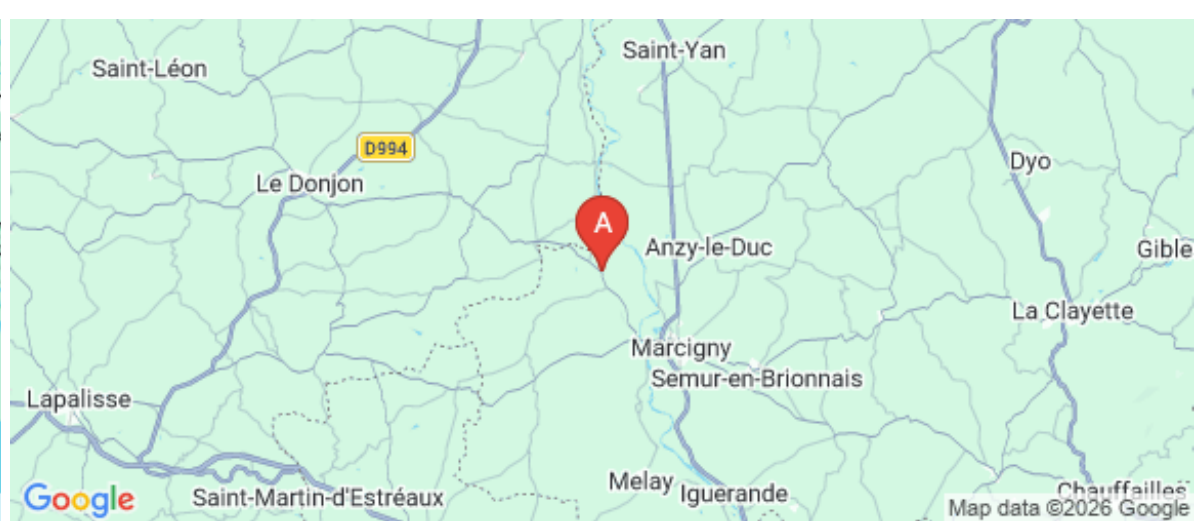 Saint-Yan
Saint-Léon
D994
Dyo
Le Donjon
A
Anzy-le-Duc
Gible
La Clayette
Marcigny
Semur-en-Brionnais
Lapalisse
Melay
Iguerande
Saint-Martin-d'Estréaux
Chauffailles
Google
Map data ©2026 Google